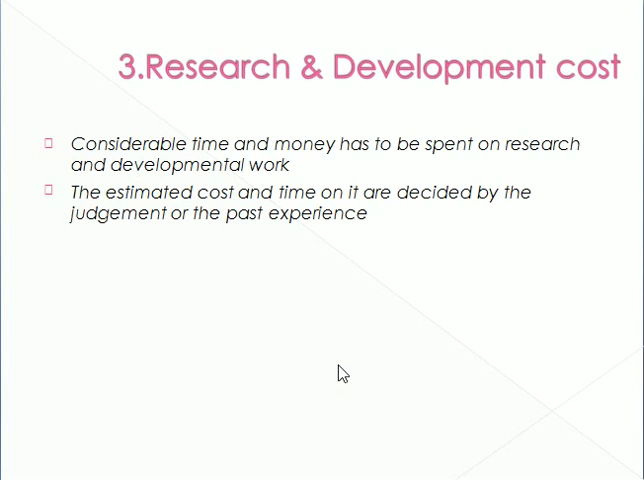 3.Research & Development cost
Considerable time and money has to be spent on research
and developmental work
The estimated cost and time on it are decided by the
judgement or the past experience